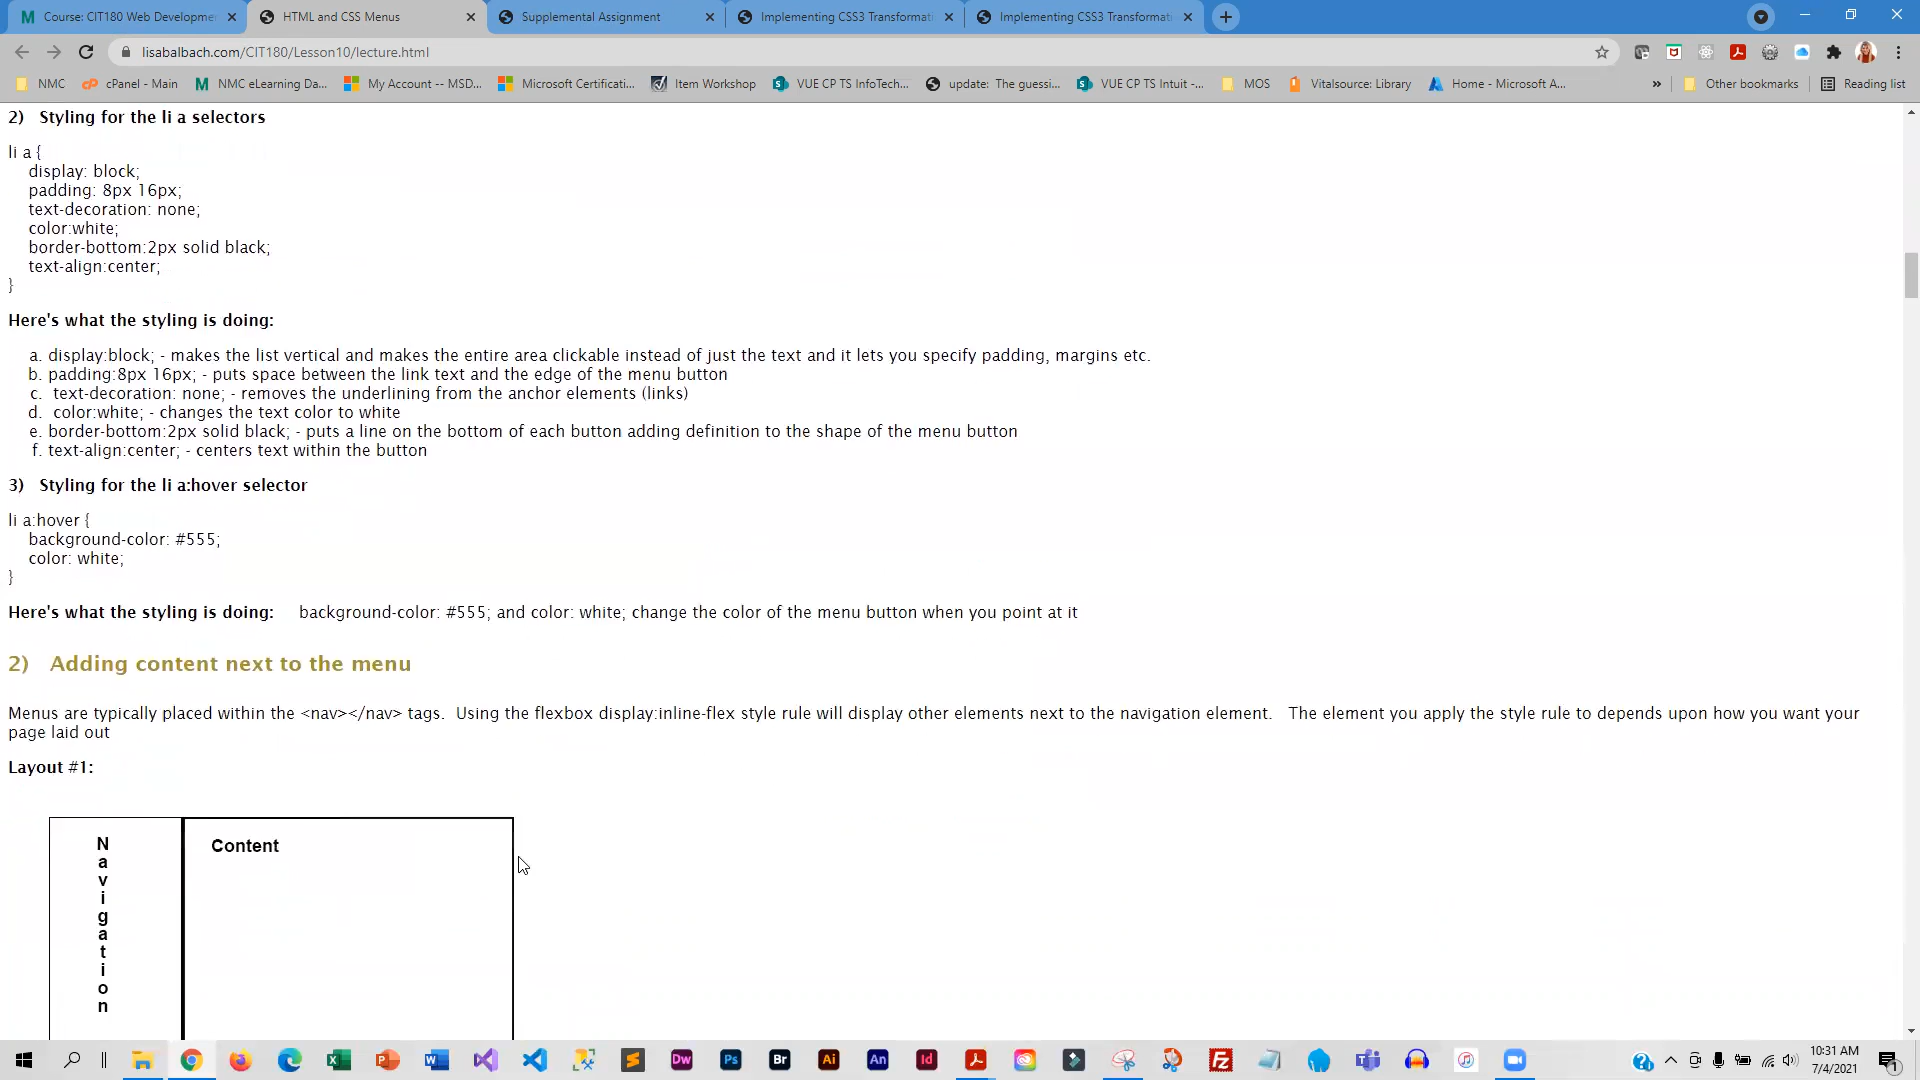 Course: CIT180 Web Developme
HTML and CSS Menus
Supplemental Assignment
Implementing CSS3 Transformati
Implementing CSS3 Transformati
lisabalbach.com/CIT180/Lesson10/lecture.html
NMC
cPanel - Main
NMC eLearning Da...
My Account -- MSD...
Microsoft Certificati...
Item Workshop
VUE CP TS InfoTech...
update: The guessi...
VUE CP TS Intuit -...
MOS
Vitalsource: Library
Home - Microsoft A...
»
Other bookmarks
Reading list
2) Styling for the li a selectors
li a {
display: block;
padding: 8px 16px;
text-decoration: none;
color:white;
border-bottom:2px solid black;
text-align:center;
}
Here's what the styling is doing:
a. display:block; - makes the list vertical and makes the entire area clickable instead of just the text and it lets you specify padding, margins etc.
b. padding:8px 16px; - puts space between the link text and the edge of the menu button
c. text-decoration: none; - removes the underlining from the anchor elements (links)
d. color:white; - changes the text color to white
e. border-bottom:2px solid black; - puts a line on the bottom of each button adding definition to the shape of the menu button
f. text-align:center; - centers text within the button
3) Styling for the li a:hover selector
li a:hover {
background-color: #555;
color: white;
}
Here's what the styling is doing: background-color: #555; and color: white; change the color of the menu button when you point at it
2) Adding content next to the menu
Menus are typically placed within the <nav></nav> tags. Using the flexbox display:inline-flex style rule will display other elements next to the navigation element. The element you apply the style rule to depends upon how you want your
page laid out
Layout #1:
Navigation
Content
Dw
Ps
Br
Ai
An
Id
10:31 AM
7/4/2021